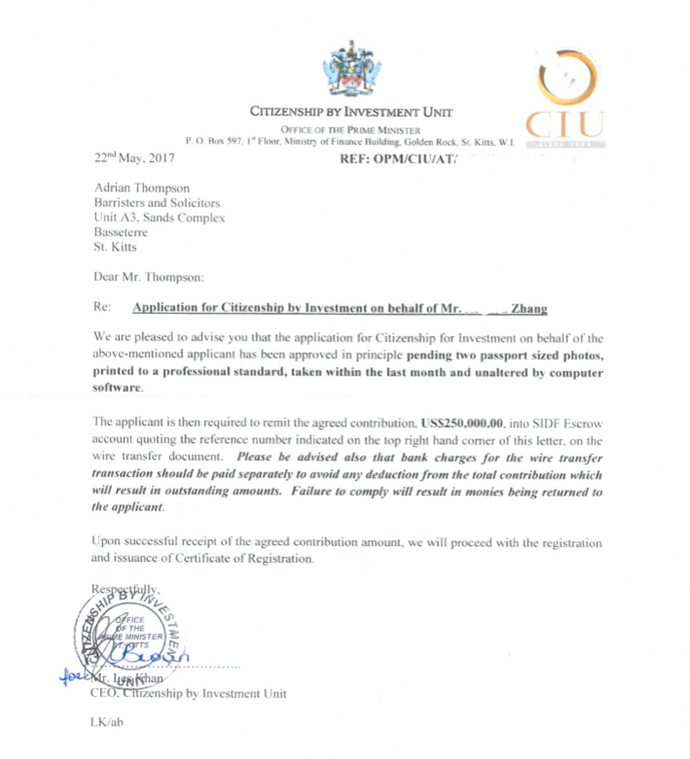 CIU
CITIZENSHIP BY INVESTMENT UNIT
OFFICE OF THE PRIME MINISTER
P. O. Box 597, 1st Floor, Ministry of Finance Building, Golden Rock, St. Kitts, W.I.
22nd May, 2017 REF: OPM/CIU/AT/
Adrian Thompson
Barristers and Solicitors
Unit A3, Sands Complex
Basseterre
St. Kitts
Dear Mr. Thompson:
Re: Application for Citizenship by Investment on behalf of Mr. Zhang
We are pleased to advise you that the application for Citizenship for Investment on behalf of the
above-mentioned applicant has been approved in principle pending two passport sized photos,
printed to a professional standard, taken within the last month and unaltered by computer
software.
The applicant is then required to remit the agreed contribution, US$250,000.00, into SIDF Escrow
account quoting the reference number indicated on the top right hand corner of this letter, on the
wire transfer document. Please be advised also that bank charges for the wire transfer
transaction should be paid separately to avoid any deduction from the total contribution which
will result in outstanding amounts. Failure to comply will result in monies being returned to
the applicant.
Upon successful receipt of the agreed contribution amount, we will proceed with the registration
and issuance of Certificate of Registration.
Respectfully,
CITIZENSHIP BY INVESTMENT
OFFICE
OF THE
PRIME MINISTER
ST. KITTS
UNIT
for Mr. Les Khan
CEO, Citizenship by Investment Unit
LK/ab